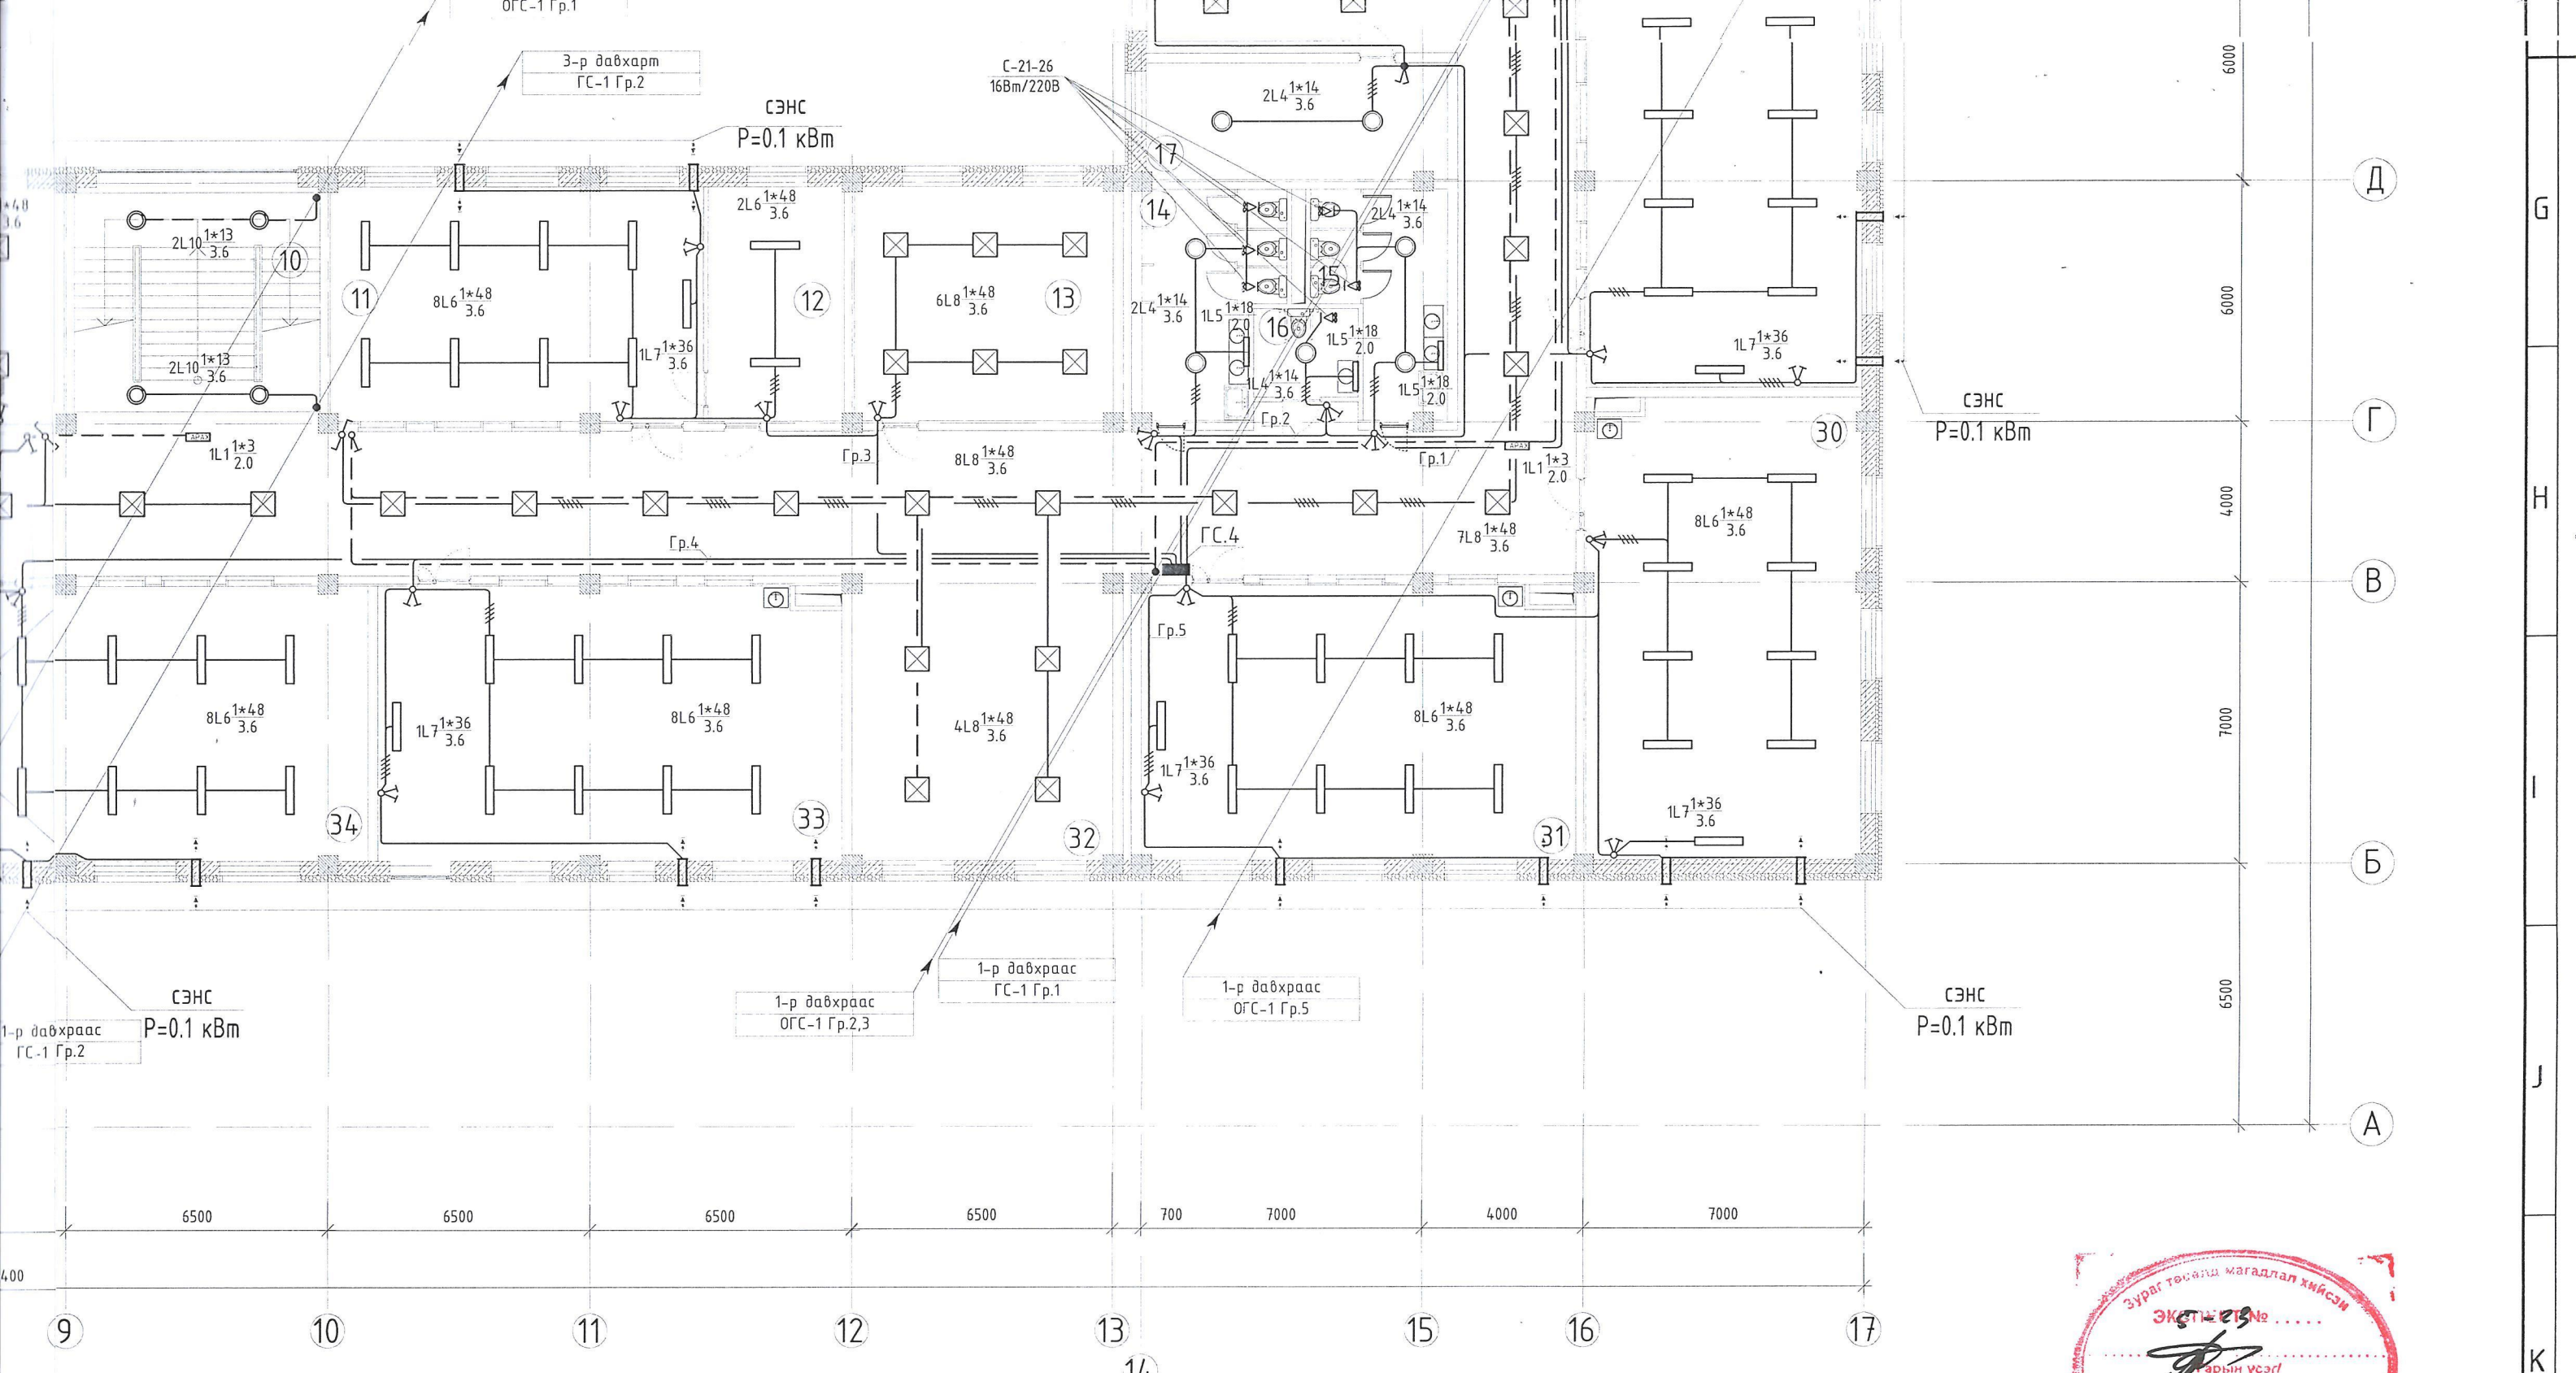 ОГС-1 Гр.1
3-р давхарт
ГС-1 Гр.2
СЭНС
P=0.1 кВт
С-21-26
16Вт/220В
2L4 1*14
3.6
17
14
2L6 1*48
3.6
2L4 1*14
3.6
*48
3.6
2L10 1*13
3.6
10
11
8L6 1*48
3.6
12
6L8 1*48
3.6
13
2L4 1*14
3.6
1L5 1*18
2.0
15
16
1L5 1*18
2.0
1L7 1*36
3.6
1L7 1*36
3.6
2L10 1*13
3.6
1L4 1*14
3.6
1L5 1*18
2.0
СЭНС
P=0.1 кВт
30
Гр.2
1L1 1*3
2.0
Гр.3
8L8 1*48
3.6
Гр.1
1L1 1*3
2.0
8L6 1*48
3.6
Гр.4
ГС.4
7L8 1*48
3.6
Гр.5
8L6 1*48
3.6
1L7 1*36
3.6
8L6 1*48
3.6
4L8 1*48
3.6
1L7 1*36
3.6
8L6 1*48
3.6
1L7 1*36
3.6
34
33
32
31
1-р давхраас
ГС-1 Гр.2
СЭНС
P=0.1 кВт
1-р давхраас
ОГС-1 Гр.2,3
1-р давхраас
ГС-1 Гр.1
1-р давхраас
ОГС-1 Гр.5
СЭНС
P=0.1 кВт
6000
6000
4000
7000
6500
Д
Г
В
Б
А
G
H
I
J
K
6500
6500
6500
6500
700
7000
4000
7000
400
9
10
11
12
13
14
15
16
17
Зураг төсөлд магадлал хийсэн
ЭКСПЕРТ № .....
5-29